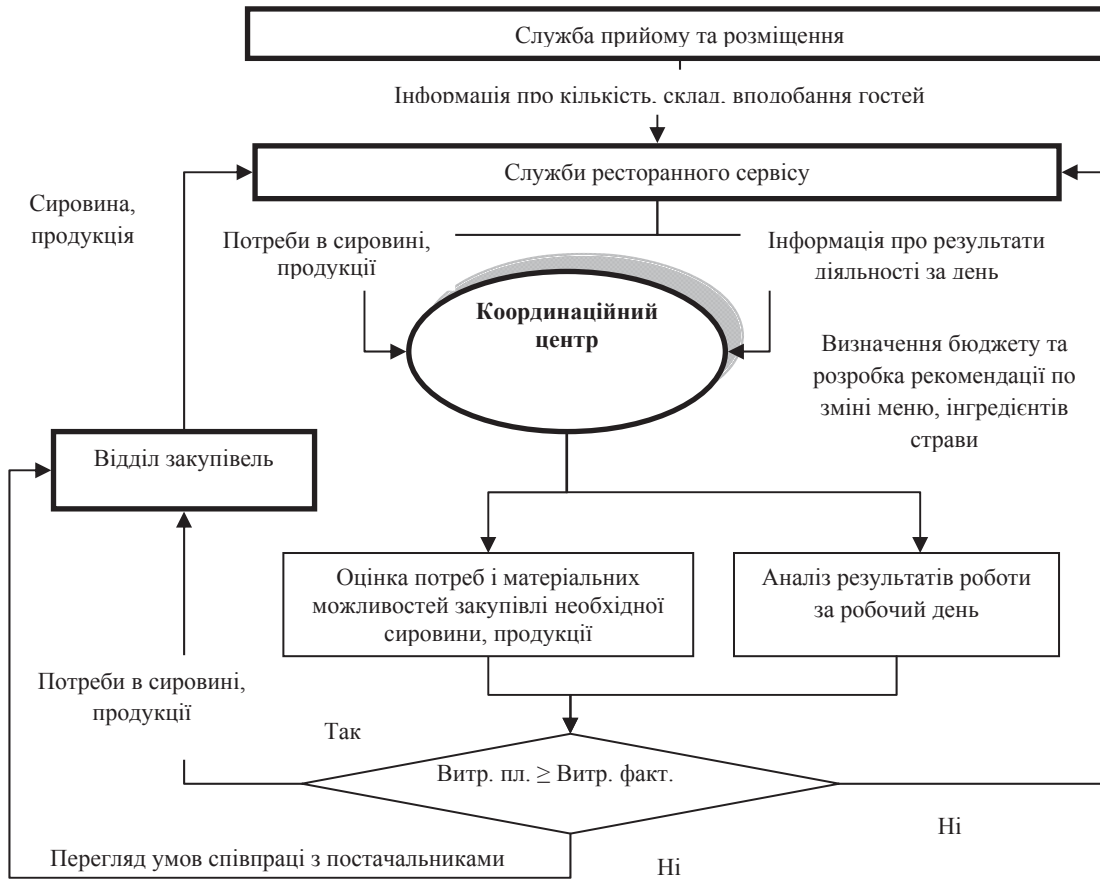 Служба прийому та розміщення
Інформація про кількість, склад, вподобання гостей
Служби ресторанного сервісу
Сировина,
продукція
Потреби в сировині,
продукції
Інформація про результати
діяльності за день
Координаційний
центр
Визначення бюджету та
розробка рекомендації по
зміні меню, інгредієнтів
страви
Відділ закупівель
Оцінка потреб і матеріальних
можливостей закупівлі необхідної
сировини, продукції
Аналіз результатів роботи
за робочий день
Потреби в сировині,
продукції
Так
Витр. пл. ≥ Витр. факт.
Ні
Перегляд умов співпраці з постачальниками
Ні